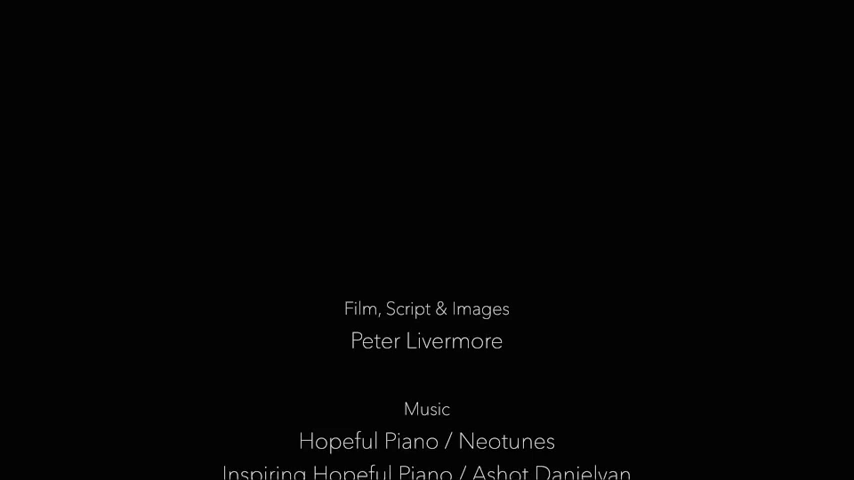 Film, Script & Images
Peter Livermore
Music
Hopeful Piano / Neotunes
Inspiring Hopeful Piano / Ashot Danielyan